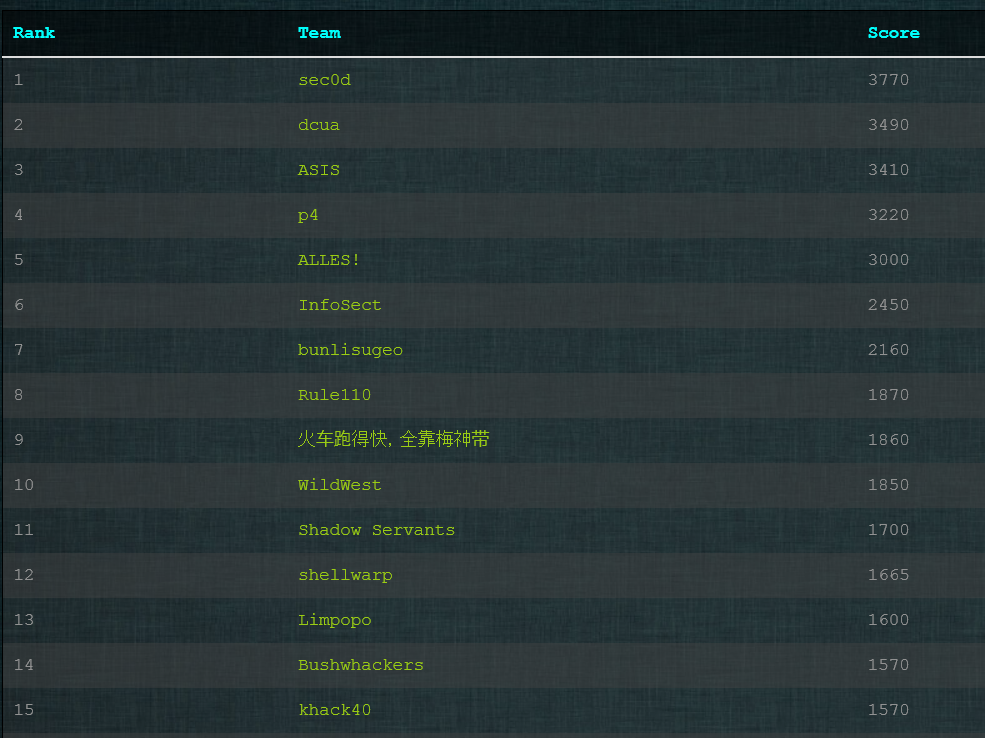 Rank Team Score
1 sec0d 3770
2 dcua 3490
3 ASIS 3410
4 p4 3220
5 ALLES! 3000
6 InfoSect 2450
7 bunlisugeo 2160
8 Rule110 1870
9 火车跑得快, 全靠梅神带 1860
10 WildWest 1850
11 Shadow Servants 1700
12 shellwarp 1665
13 Limpopo 1600
14 Bushwhackers 1570
15 khack40 1570